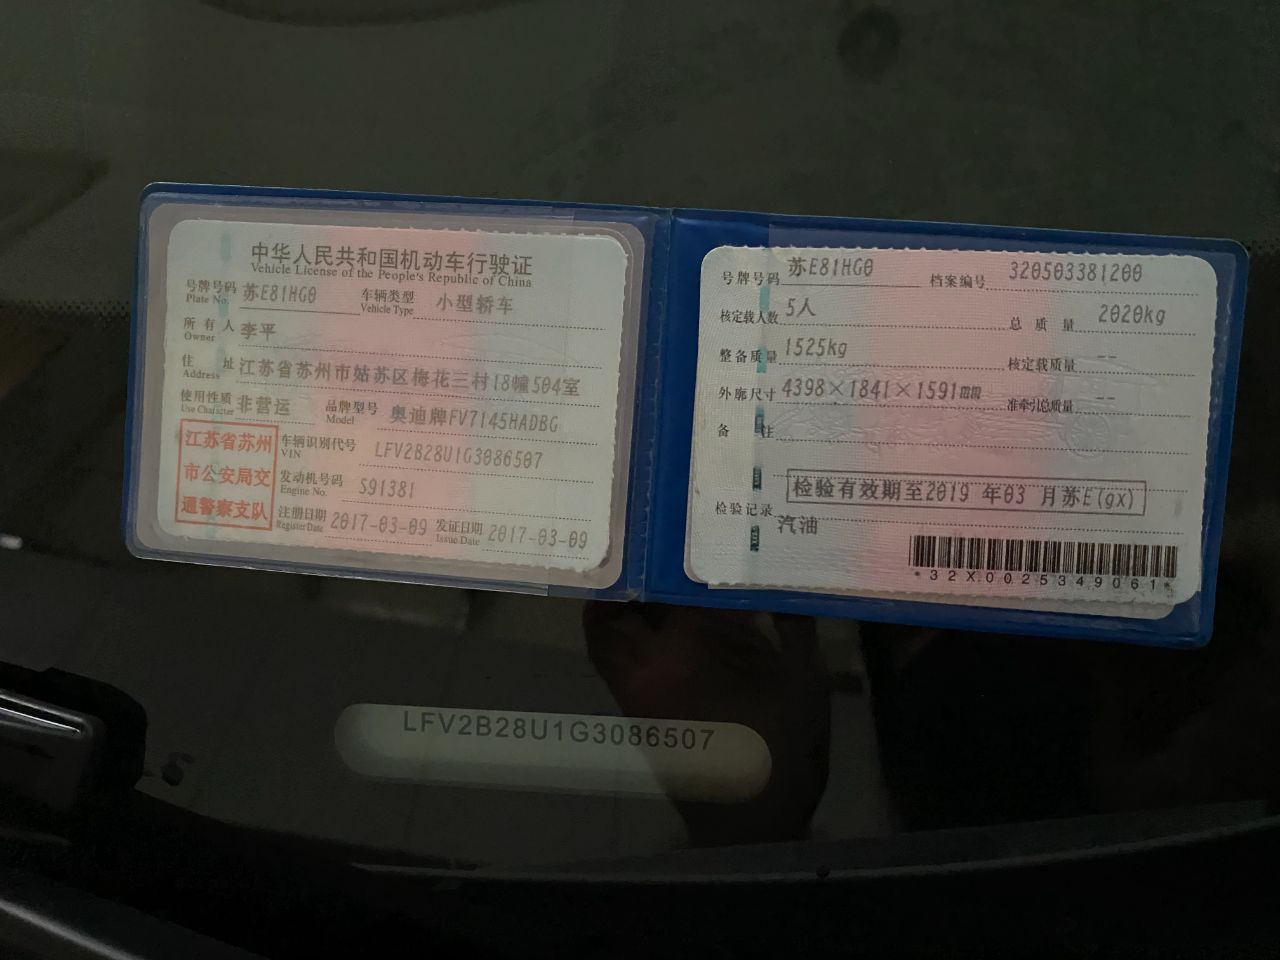 中华人民共和国机动车行驶证
Vehicle License of the People's Republic of China
号牌号码 苏E81HG0 车辆类型 小型轿车
Plate No. Vehicle Type
所有人 李平
Owner
住址 江苏省苏州市姑苏区梅花三村18幢504室
Address
使用性质 非营运 品牌型号 奥迪牌FV7145HADBG
Use Character Model
江苏省苏州
市公安局交
通警察支队
车辆识别代号 LFV2B28U1G3086507
VIN
发动机号码 S91381
Engine No.
注册日期 2017-03-09 发证日期 2017-03-09
Register Date Issue Date
号牌号码 苏E81HG0 档案编号 320503381200
核定载人数 5人 总质量 2020kg
整备质量 1525kg 核定载质量 --
外廓尺寸 4398×1841×1591mm 准牵引总质量 --
备注
检验有效期至2019年03月苏E(gx)
检验记录
汽油
*32X0025349061*
LFV2B28U1G3086507